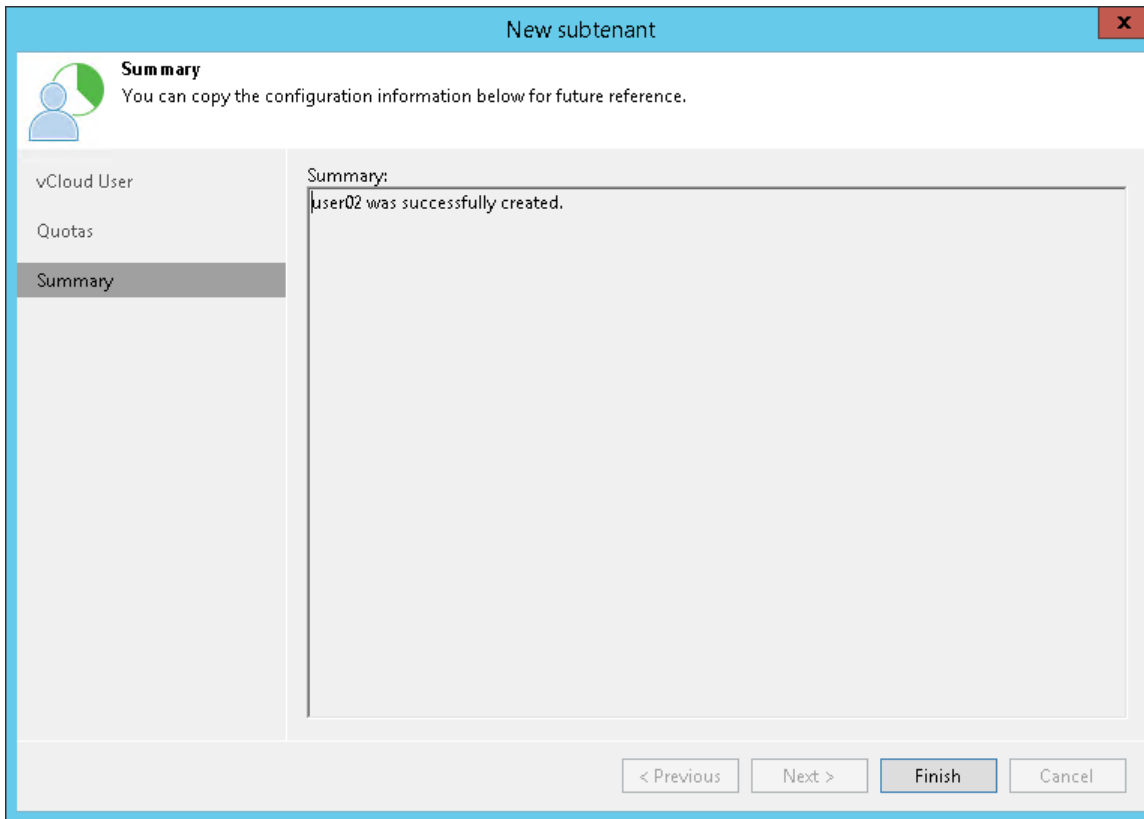 New subtenant
x
Summary
You can copy the configuration information below for future reference.
vCloud User
Quotas
Summary
Summary:
user02 was successfully created.
< Previous
Next >
Finish
Cancel